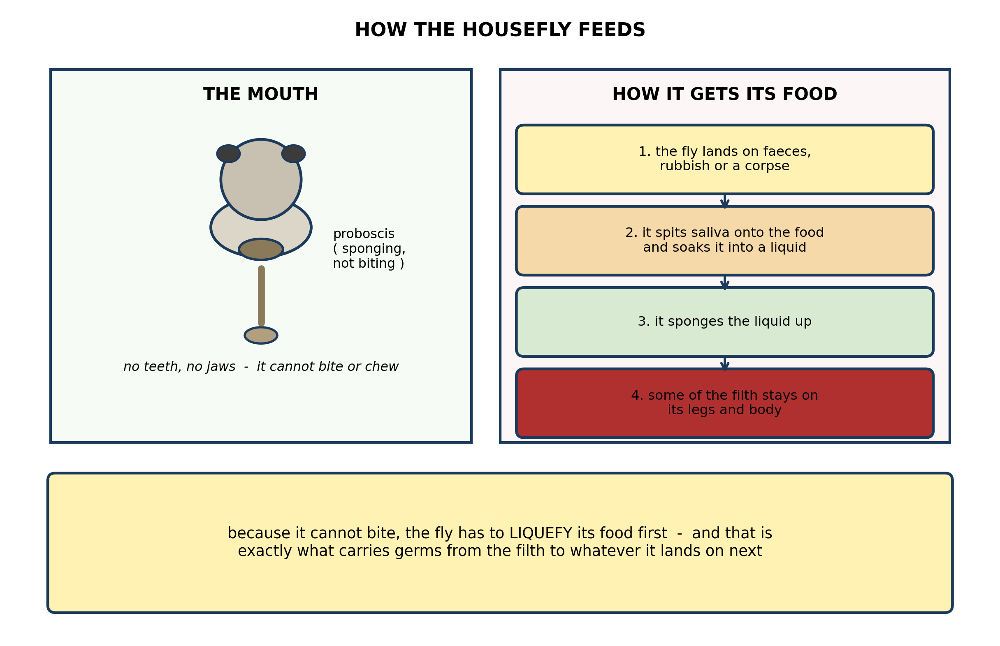 HOW THE HOUSEFLY FEEDS
THE MOUTH
proboscis
( sponging,
not biting )
no teeth, no jaws  -  it cannot bite or chew
HOW IT GETS ITS FOOD
1. the fly lands on faeces,
rubbish or a corpse
2. it spits saliva onto the food
and soaks it into a liquid
3. it sponges the liquid up
4. some of the filth stays on
its legs and body
because it cannot bite, the fly has to LIQUEFY its food first  -  and that is
exactly what carries germs from the filth to whatever it lands on next